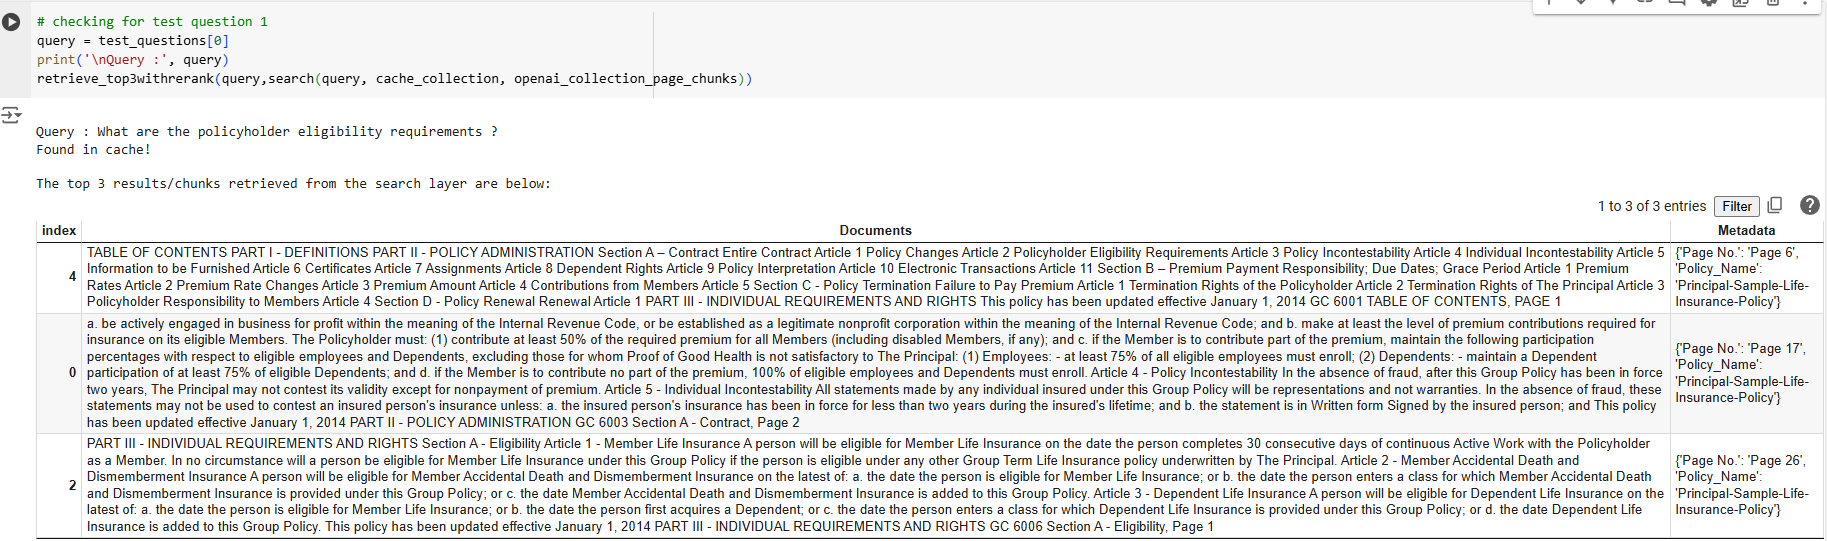 # checking for test question 1
query = test_questions[0]
print('\nQuery :', query)
retrieve_top3withrerank(query,search(query, cache_collection, openai_collection_page_chunks))
Query : What are the policyholder eligibility requirements ?
Found in cache!
The top 3 results/chunks retrieved from the search layer are below:
1 to 3 of 3 entries Filter
index Documents Metadata
4
TABLE OF CONTENTS PART I - DEFINITIONS PART II - POLICY ADMINISTRATION Section A – Contract Entire Contract Article 1 Policy Changes Article 2 Policyholder Eligibility Requirements Article 3 Policy Incontestability Article 4 Individual Incontestability Article 5
Information to be Furnished Article 6 Certificates Article 7 Assignments Article 8 Dependent Rights Article 9 Policy Interpretation Article 10 Electronic Transactions Article 11 Section B – Premium Payment Responsibility; Due Dates; Grace Period Article 1 Premium
Rates Article 2 Premium Rate Changes Article 3 Premium Amount Article 4 Contributions from Members Article 5 Section C - Policy Termination Failure to Pay Premium Article 1 Termination Rights of the Policyholder Article 2 Termination Rights of The Principal Article 3
Policyholder Responsibility to Members Article 4 Section D - Policy Renewal Renewal Article 1 PART III - INDIVIDUAL REQUIREMENTS AND RIGHTS This policy has been updated effective January 1, 2014 GC 6001 TABLE OF CONTENTS, PAGE 1
{'Page No.': 'Page 6',
'Policy_Name':
'Principal-Sample-Life-
Insurance-Policy'}
0
a. be actively engaged in business for profit within the meaning of the Internal Revenue Code, or be established as a legitimate nonprofit corporation within the meaning of the Internal Revenue Code; and b. make at least the level of premium contributions required for
insurance on its eligible Members. The Policyholder must: (1) contribute at least 50% of the required premium for all Members (including disabled Members, if any); and c. if the Member is to contribute part of the premium, maintain the following participation
percentages with respect to eligible employees and Dependents, excluding those for whom Proof of Good Health is not satisfactory to The Principal: (1) Employees: - at least 75% of all eligible employees must enroll; (2) Dependents: - maintain a Dependent
participation of at least 75% of eligible Dependents; and d. if the Member is to contribute no part of the premium, 100% of eligible employees and Dependents must enroll. Article 4 - Policy Incontestability In the absence of fraud, after this Group Policy has been in force
two years, The Principal may not contest its validity except for nonpayment of premium. Article 5 - Individual Incontestability All statements made by any individual insured under this Group Policy will be representations and not warranties. In the absence of fraud, these
statements may not be used to contest an insured person's insurance unless: a. the insured person's insurance has been in force for less than two years during the insured's lifetime; and b. the statement is in Written form Signed by the insured person; and This policy
has been updated effective January 1, 2014 PART II - POLICY ADMINISTRATION GC 6003 Section A - Contract, Page 2
{'Page No.': 'Page 17',
'Policy_Name':
'Principal-Sample-Life-
Insurance-Policy'}
2
PART III - INDIVIDUAL REQUIREMENTS AND RIGHTS Section A - Eligibility Article 1 - Member Life Insurance A person will be eligible for Member Life Insurance on the date the person completes 30 consecutive days of continuous Active Work with the Policyholder
as a Member. In no circumstance will a person be eligible for Member Life Insurance under this Group Policy if the person is eligible under any other Group Term Life Insurance policy underwritten by The Principal. Article 2 - Member Accidental Death and
Dismemberment Insurance A person will be eligible for Member Accidental Death and Dismemberment Insurance on the latest of: a. the date the person is eligible for Member Life Insurance; or b. the date the person enters a class for which Member Accidental Death
and Dismemberment Insurance is provided under this Group Policy; or c. the date Member Accidental Death and Dismemberment Insurance is added to this Group Policy. Article 3 - Dependent Life Insurance A person will be eligible for Dependent Life Insurance on the
latest of: a. the date the person is eligible for Member Life Insurance; or b. the date the person first acquires a Dependent; or c. the date the person enters a class for which Dependent Life Insurance is provided under this Group Policy; or d. the date Dependent Life
Insurance is added to this Group Policy. This policy has been updated effective January 1, 2014 PART III - INDIVIDUAL REQUIREMENTS AND RIGHTS GC 6006 Section A - Eligibility, Page 1
{'Page No.': 'Page 26',
'Policy_Name':
'Principal-Sample-Life-
Insurance-Policy'}